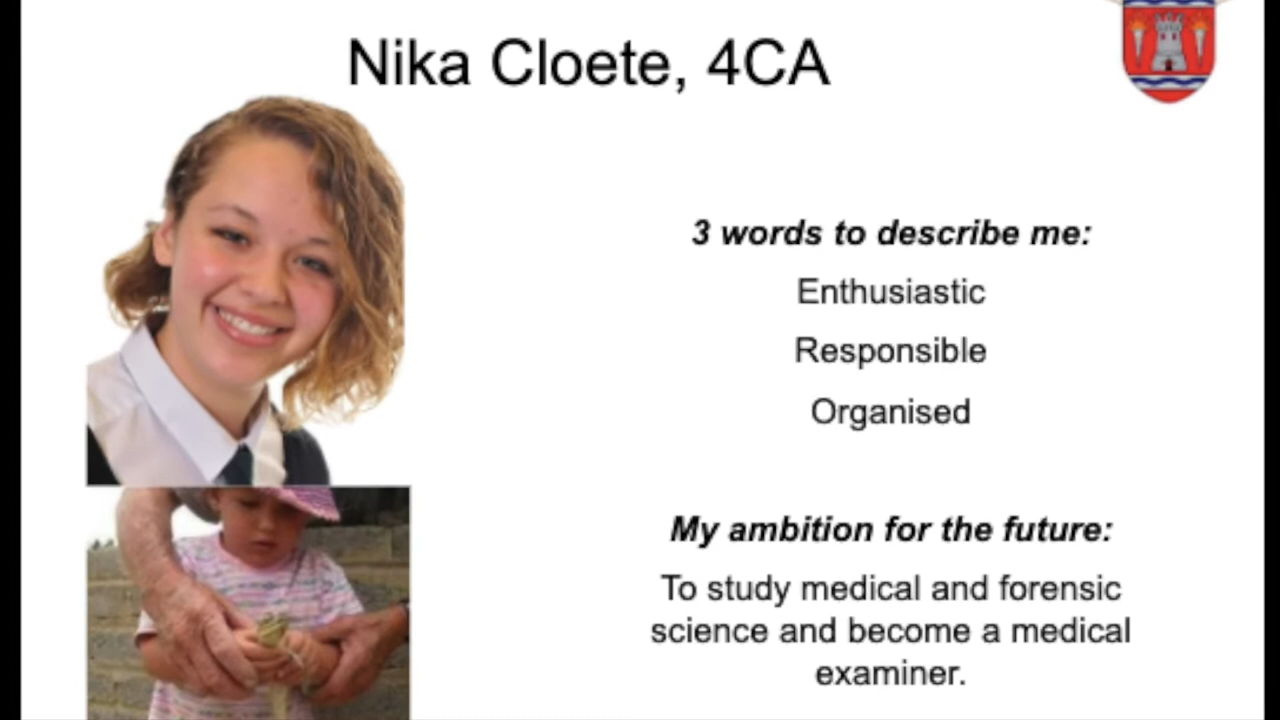 Nika Cloete, 4CA
3 words to describe me:
Enthusiastic
Responsible
Organised
My ambition for the future:
To study medical and forensic
science and become a medical
examiner.